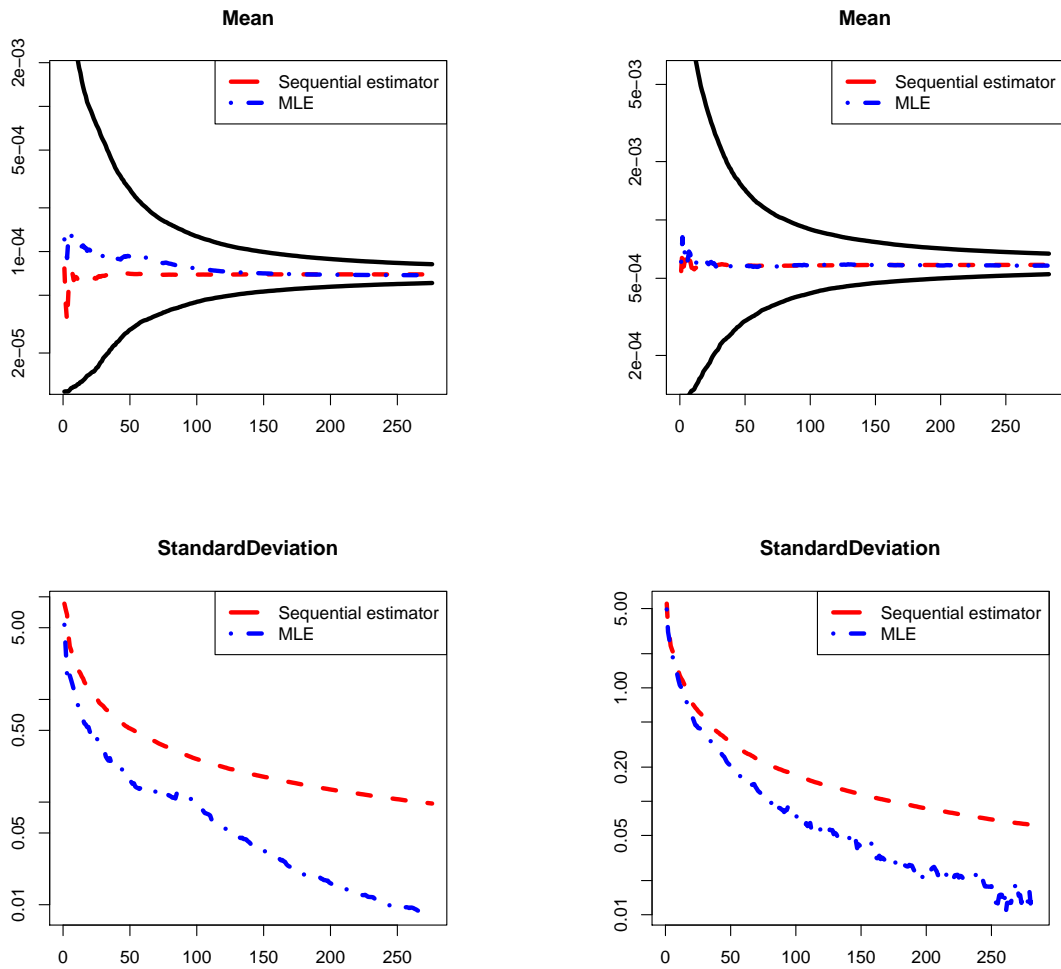 Mean
2e−03
5e−04
1e−04
2e−05
Sequential estimator
MLE
0 50 100 150 200 250
Mean
5e−03
2e−03
5e−04
2e−04
Sequential estimator
MLE
0 50 100 150 200 250
StandardDeviation
5.00
0.50
0.05
0.01
Sequential estimator
MLE
0 50 100 150 200 250
StandardDeviation
5.00
1.00
0.20
0.05
0.01
Sequential estimator
MLE
0 50 100 150 200 250